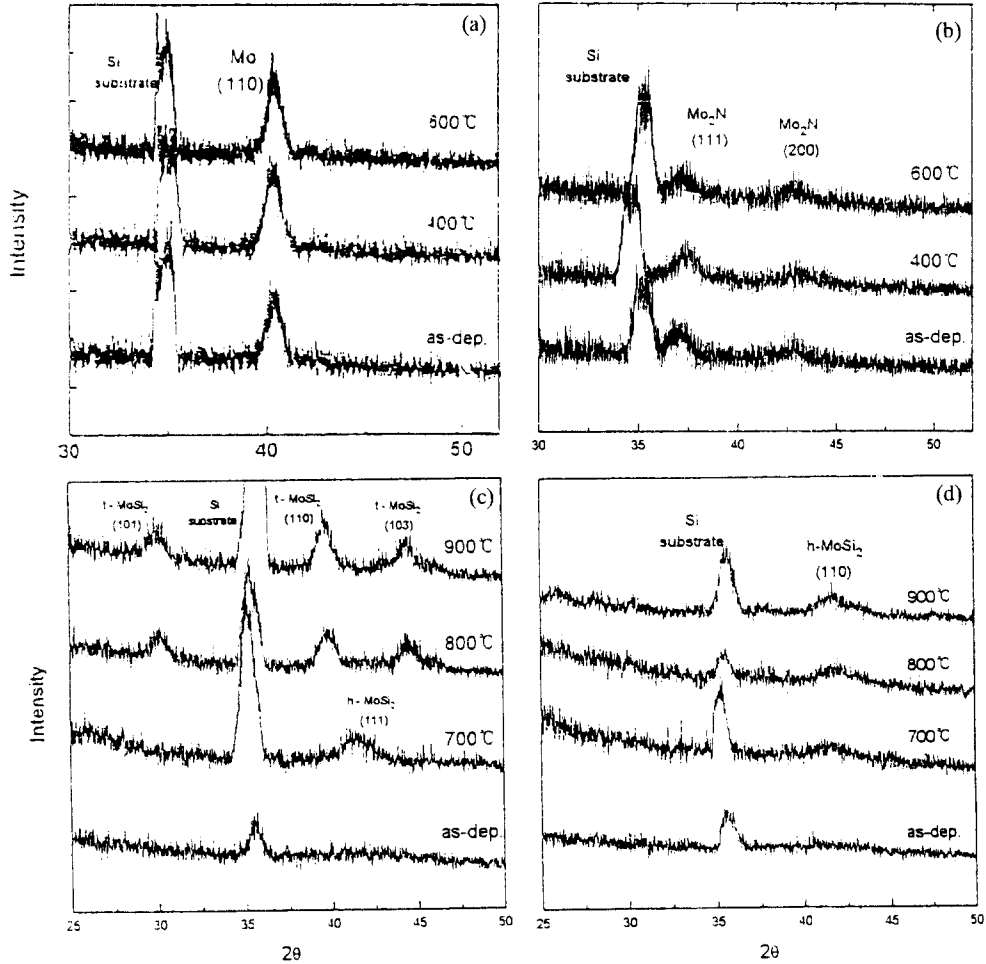 (a)
Si
substrate
Mo
(110)
600℃
400℃
as-dep.
30
40
50
Intensity
(b)
Si
substrate
Mo₂N
(111)
Mo₂N
(200)
600℃
400℃
as-dep.
30
35
40
45
50
(c)
t-MoSi₂
(101)
Si
substrate
t-MoSi₂
(110)
t-MoSi₂
(103)
900℃
800℃
h-MoSi₂
(111)
700℃
as-dep.
25
30
35
40
45
50
2θ
Intensity
(d)
Si
substrate
h-MoSi₂
(110)
900℃
800℃
700℃
as-dep.
25
30
35
40
45
50
2θ